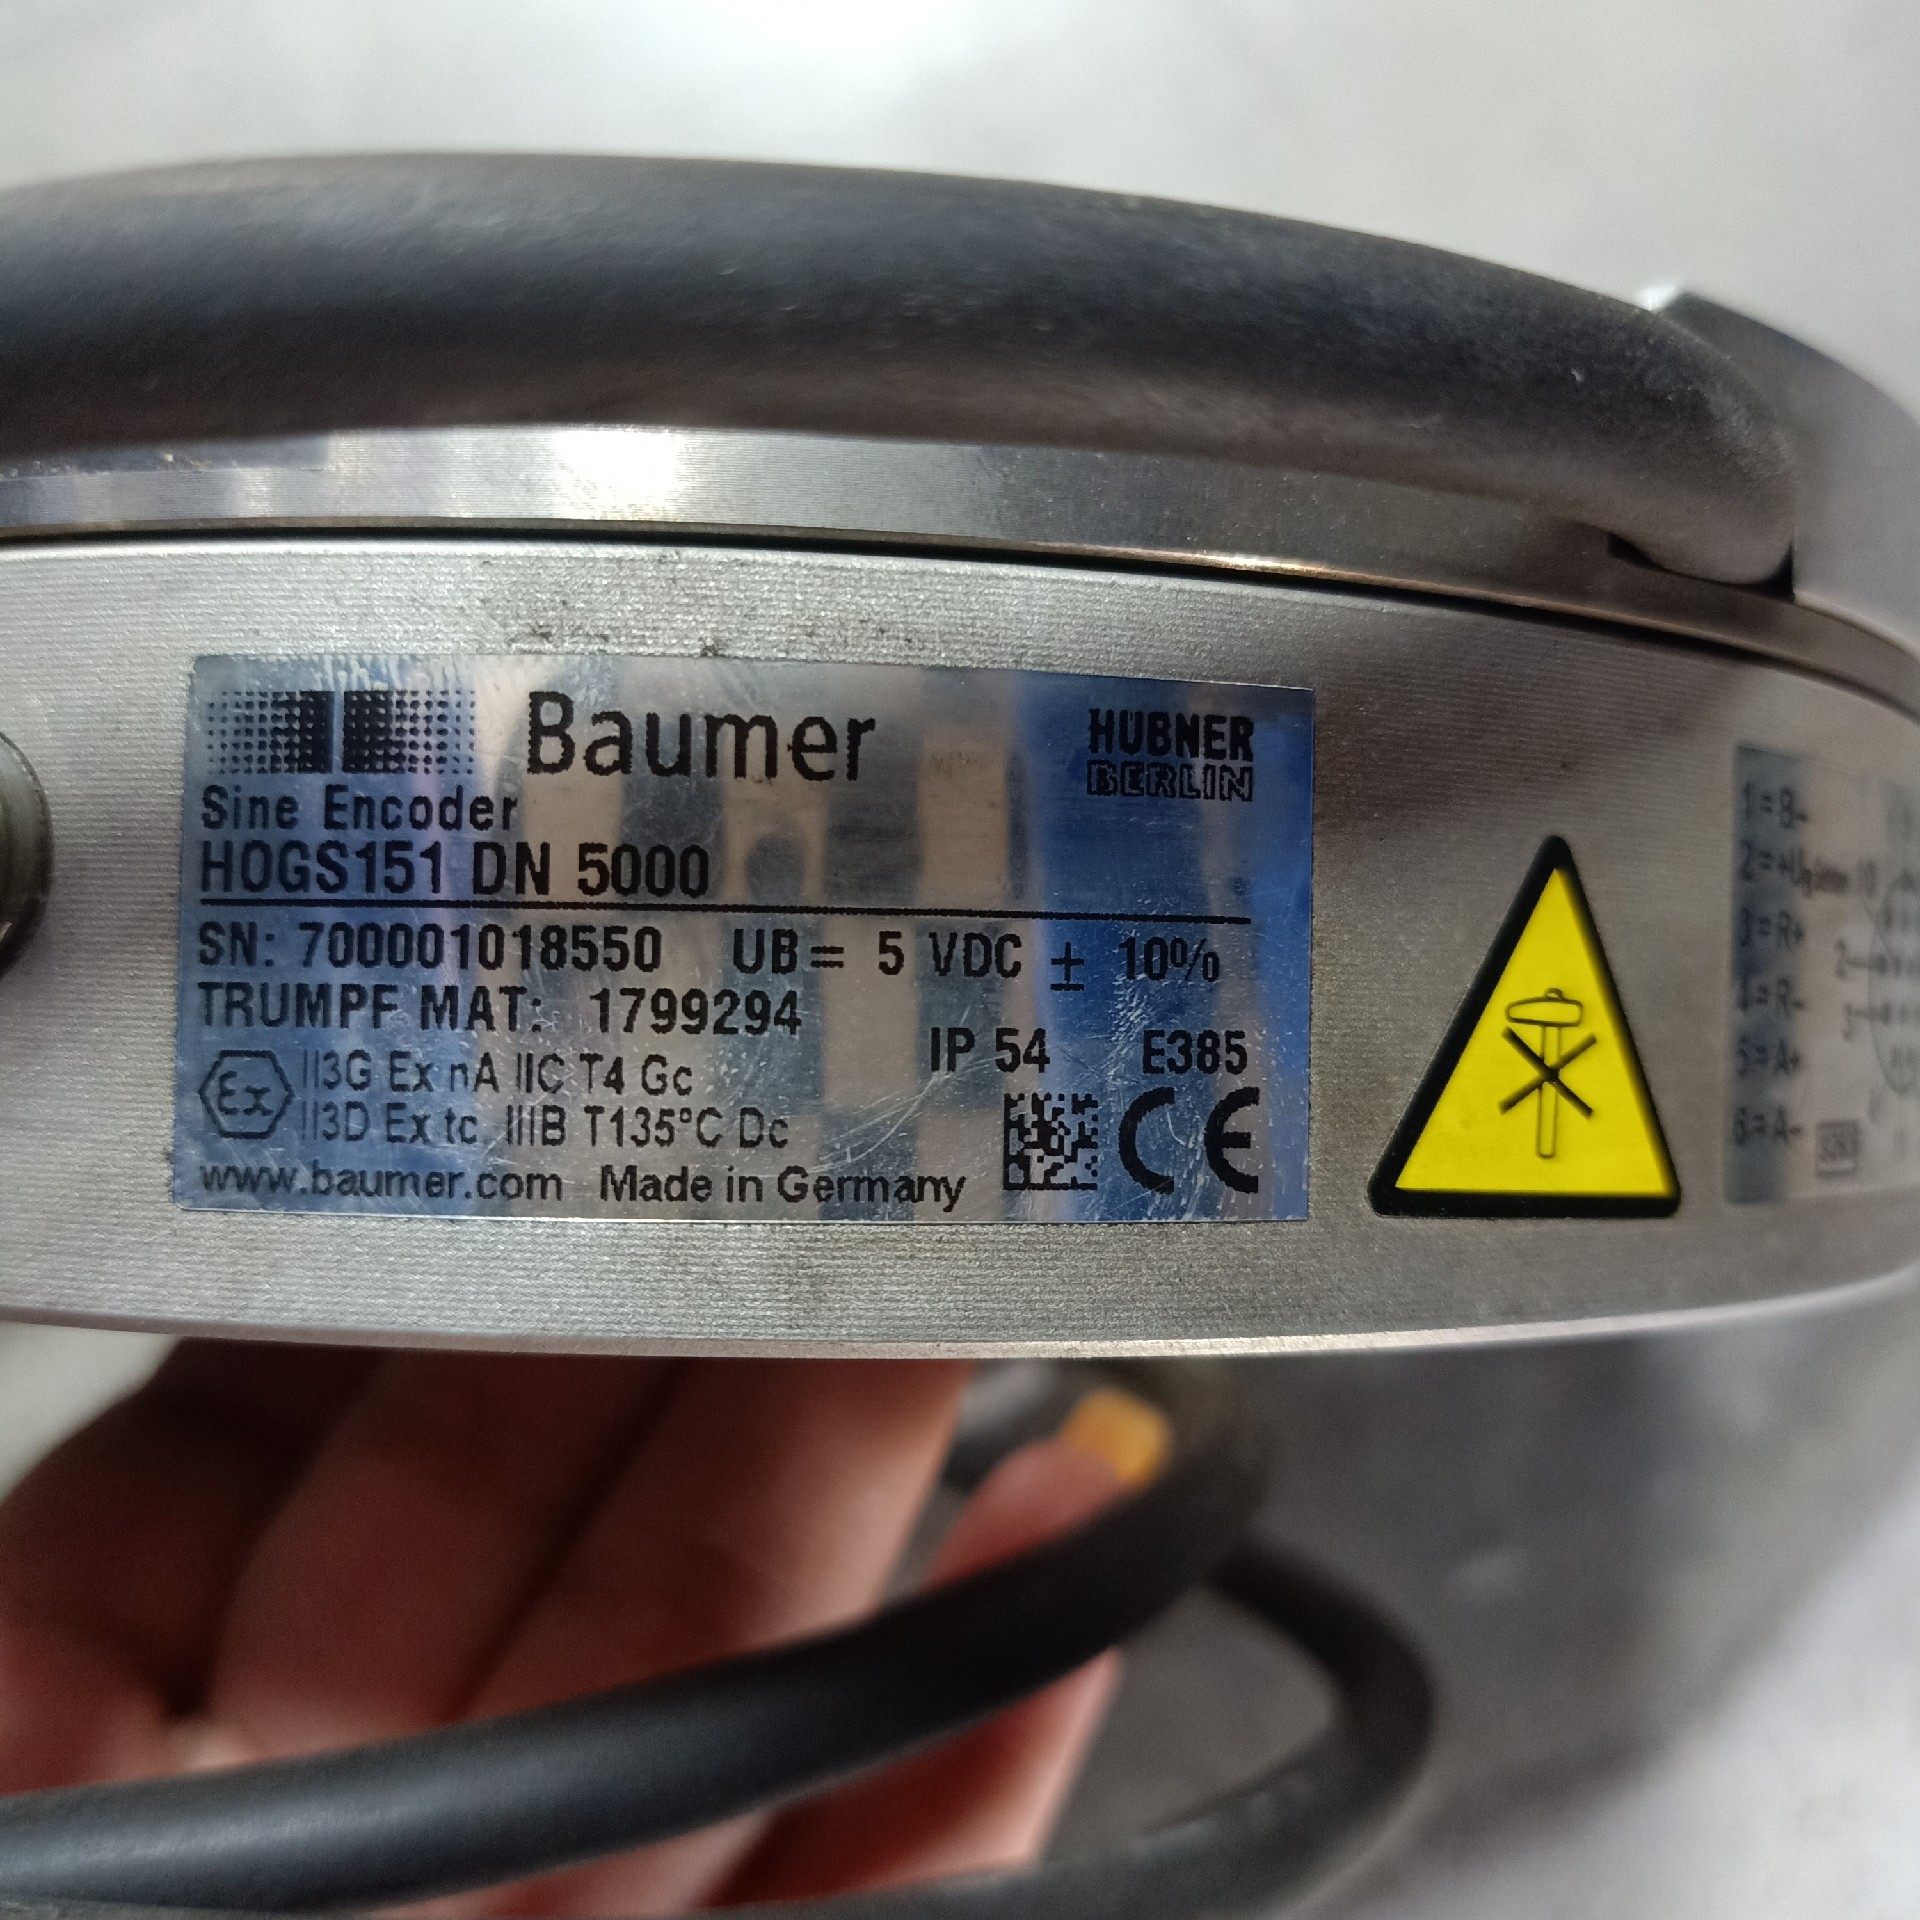 Baumer
HÜBNER
BERLIN
Sine Encoder
HOGS151 DN 5000
SN: 700001018550 UB= 5 VDC ± 10%
TRUMPF MAT: 1799294
IP 54 E385
Ex II3G Ex nA IIC T4 Gc
II3D Ex tc IIIB T135°C Dc
CE
www.baumer.com Made in Germany
1=B-
3=R+
4=R-
5=A+
6=A-